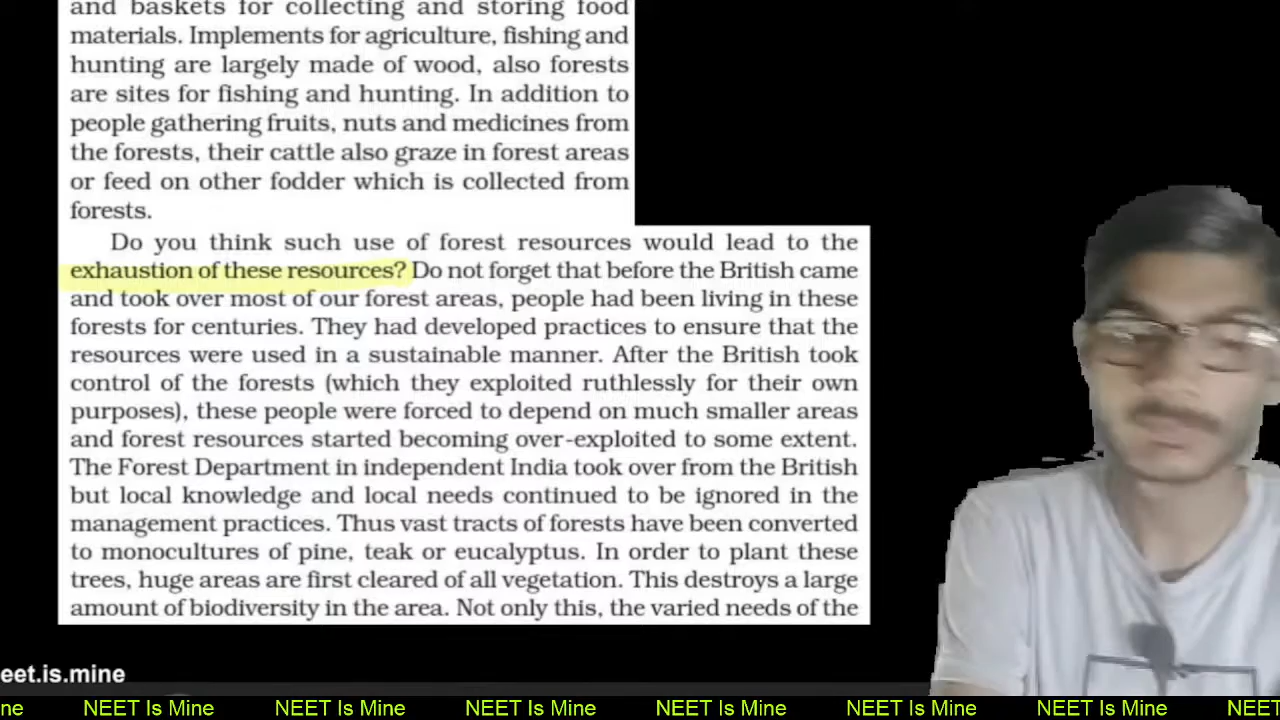 and baskets for collecting and storing food
materials. Implements for agriculture, fishing and
hunting are largely made of wood, also forests
are sites for fishing and hunting. In addition to
people gathering fruits, nuts and medicines from
the forests, their cattle also graze in forest areas
or feed on other fodder which is collected from
forests.
Do you think such use of forest resources would lead to the
exhaustion of these resources? Do not forget that before the British came
and took over most of our forest areas, people had been living in these
forests for centuries. They had developed practices to ensure that the
resources were used in a sustainable manner. After the British took
control of the forests (which they exploited ruthlessly for their own
purposes), these people were forced to depend on much smaller areas
and forest resources started becoming over-exploited to some extent.
The Forest Department in independent India took over from the British
but local knowledge and local needs continued to be ignored in the
management practices. Thus vast tracts of forests have been converted
to monocultures of pine, teak or eucalyptus. In order to plant these
trees, huge areas are first cleared of all vegetation. This destroys a large
amount of biodiversity in the area. Not only this, the varied needs of the
eet.is.mine
ne NEET Is Mine NEET Is Mine NEET Is Mine NEET Is Mine NEET Is Mine NEET Is Mine NEET